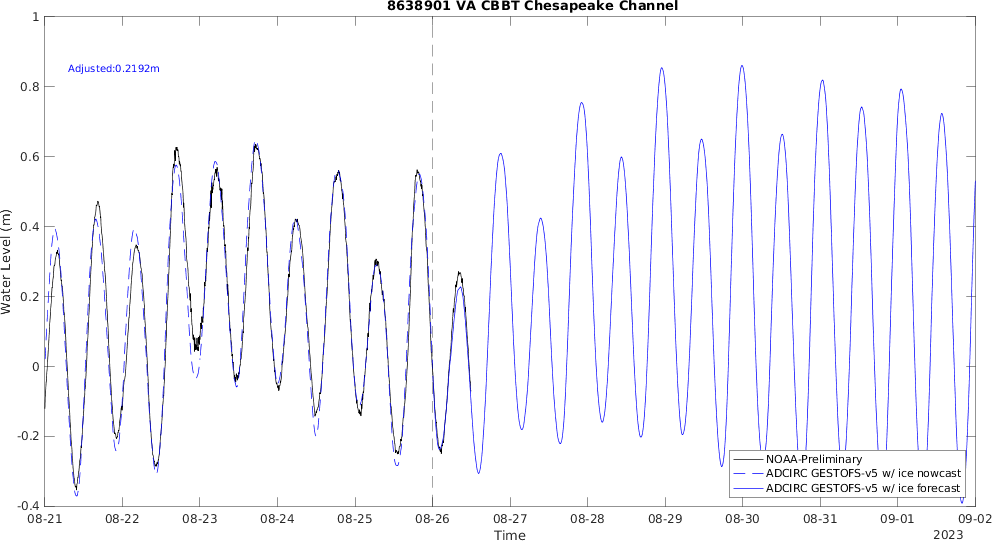 8638901 VA CBBT Chesapeake Channel
1
Adjusted:0.2192m
0.8
0.6
0.4
0.2
0
-0.2
-0.4
Water Level (m)
NOAA-Preliminary
ADCIRC GESTOFS-v5 w/ ice nowcast
ADCIRC GESTOFS-v5 w/ ice forecast
08-21 08-22 08-23 08-24 08-25 08-26 08-27 08-28 08-29 08-30 08-31 09-01 09-02
Time
2023